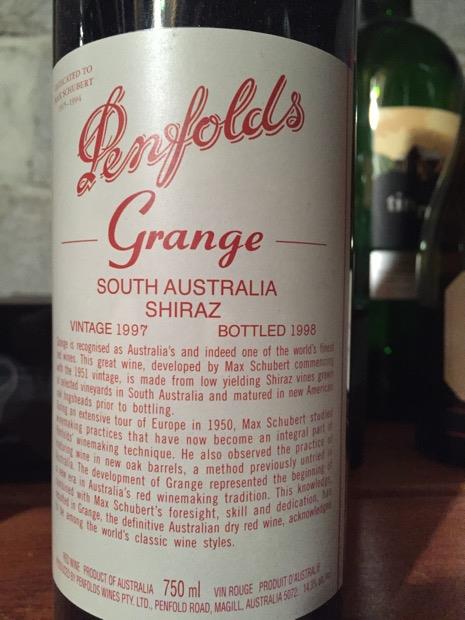 DEDICATED TO
MAX SCHUBERT
1915-1994
Penfolds
Grange
SOUTH AUSTRALIA
SHIRAZ
VINTAGE 1997 BOTTLED 1998
Grange is recognised as Australia's and indeed one of the world's finest
red wines. This great wine, developed by Max Schubert commencing
with the 1951 vintage, is made from low yielding Shiraz vines grown
selected vineyards in South Australia and matured in new American
hogsheads prior to bottling.
During an extensive tour of Europe in 1950, Max Schubert studied
winemaking practices that have now become an integral part of
Penfolds' winemaking technique. He also observed the practice of
maturing wine in new oak barrels, a method previously untried in
Australia. The development of Grange represented the beginning of
era in Australia's red winemaking tradition. This knowledge,
combined with Max Schubert's foresight, skill and dedication, has
resulted in Grange, the definitive Australian dry red wine, acknowledged
to be among the world's classic wine styles.
RED WINE PRODUCT OF AUSTRALIA 750 ml VIN ROUGE PRODUIT D'AUSTRALIE
PRODUCED BY PENFOLDS WINES PTY. LTD., PENFOLD ROAD, MAGILL, AUSTRALIA 5072. 14.3%